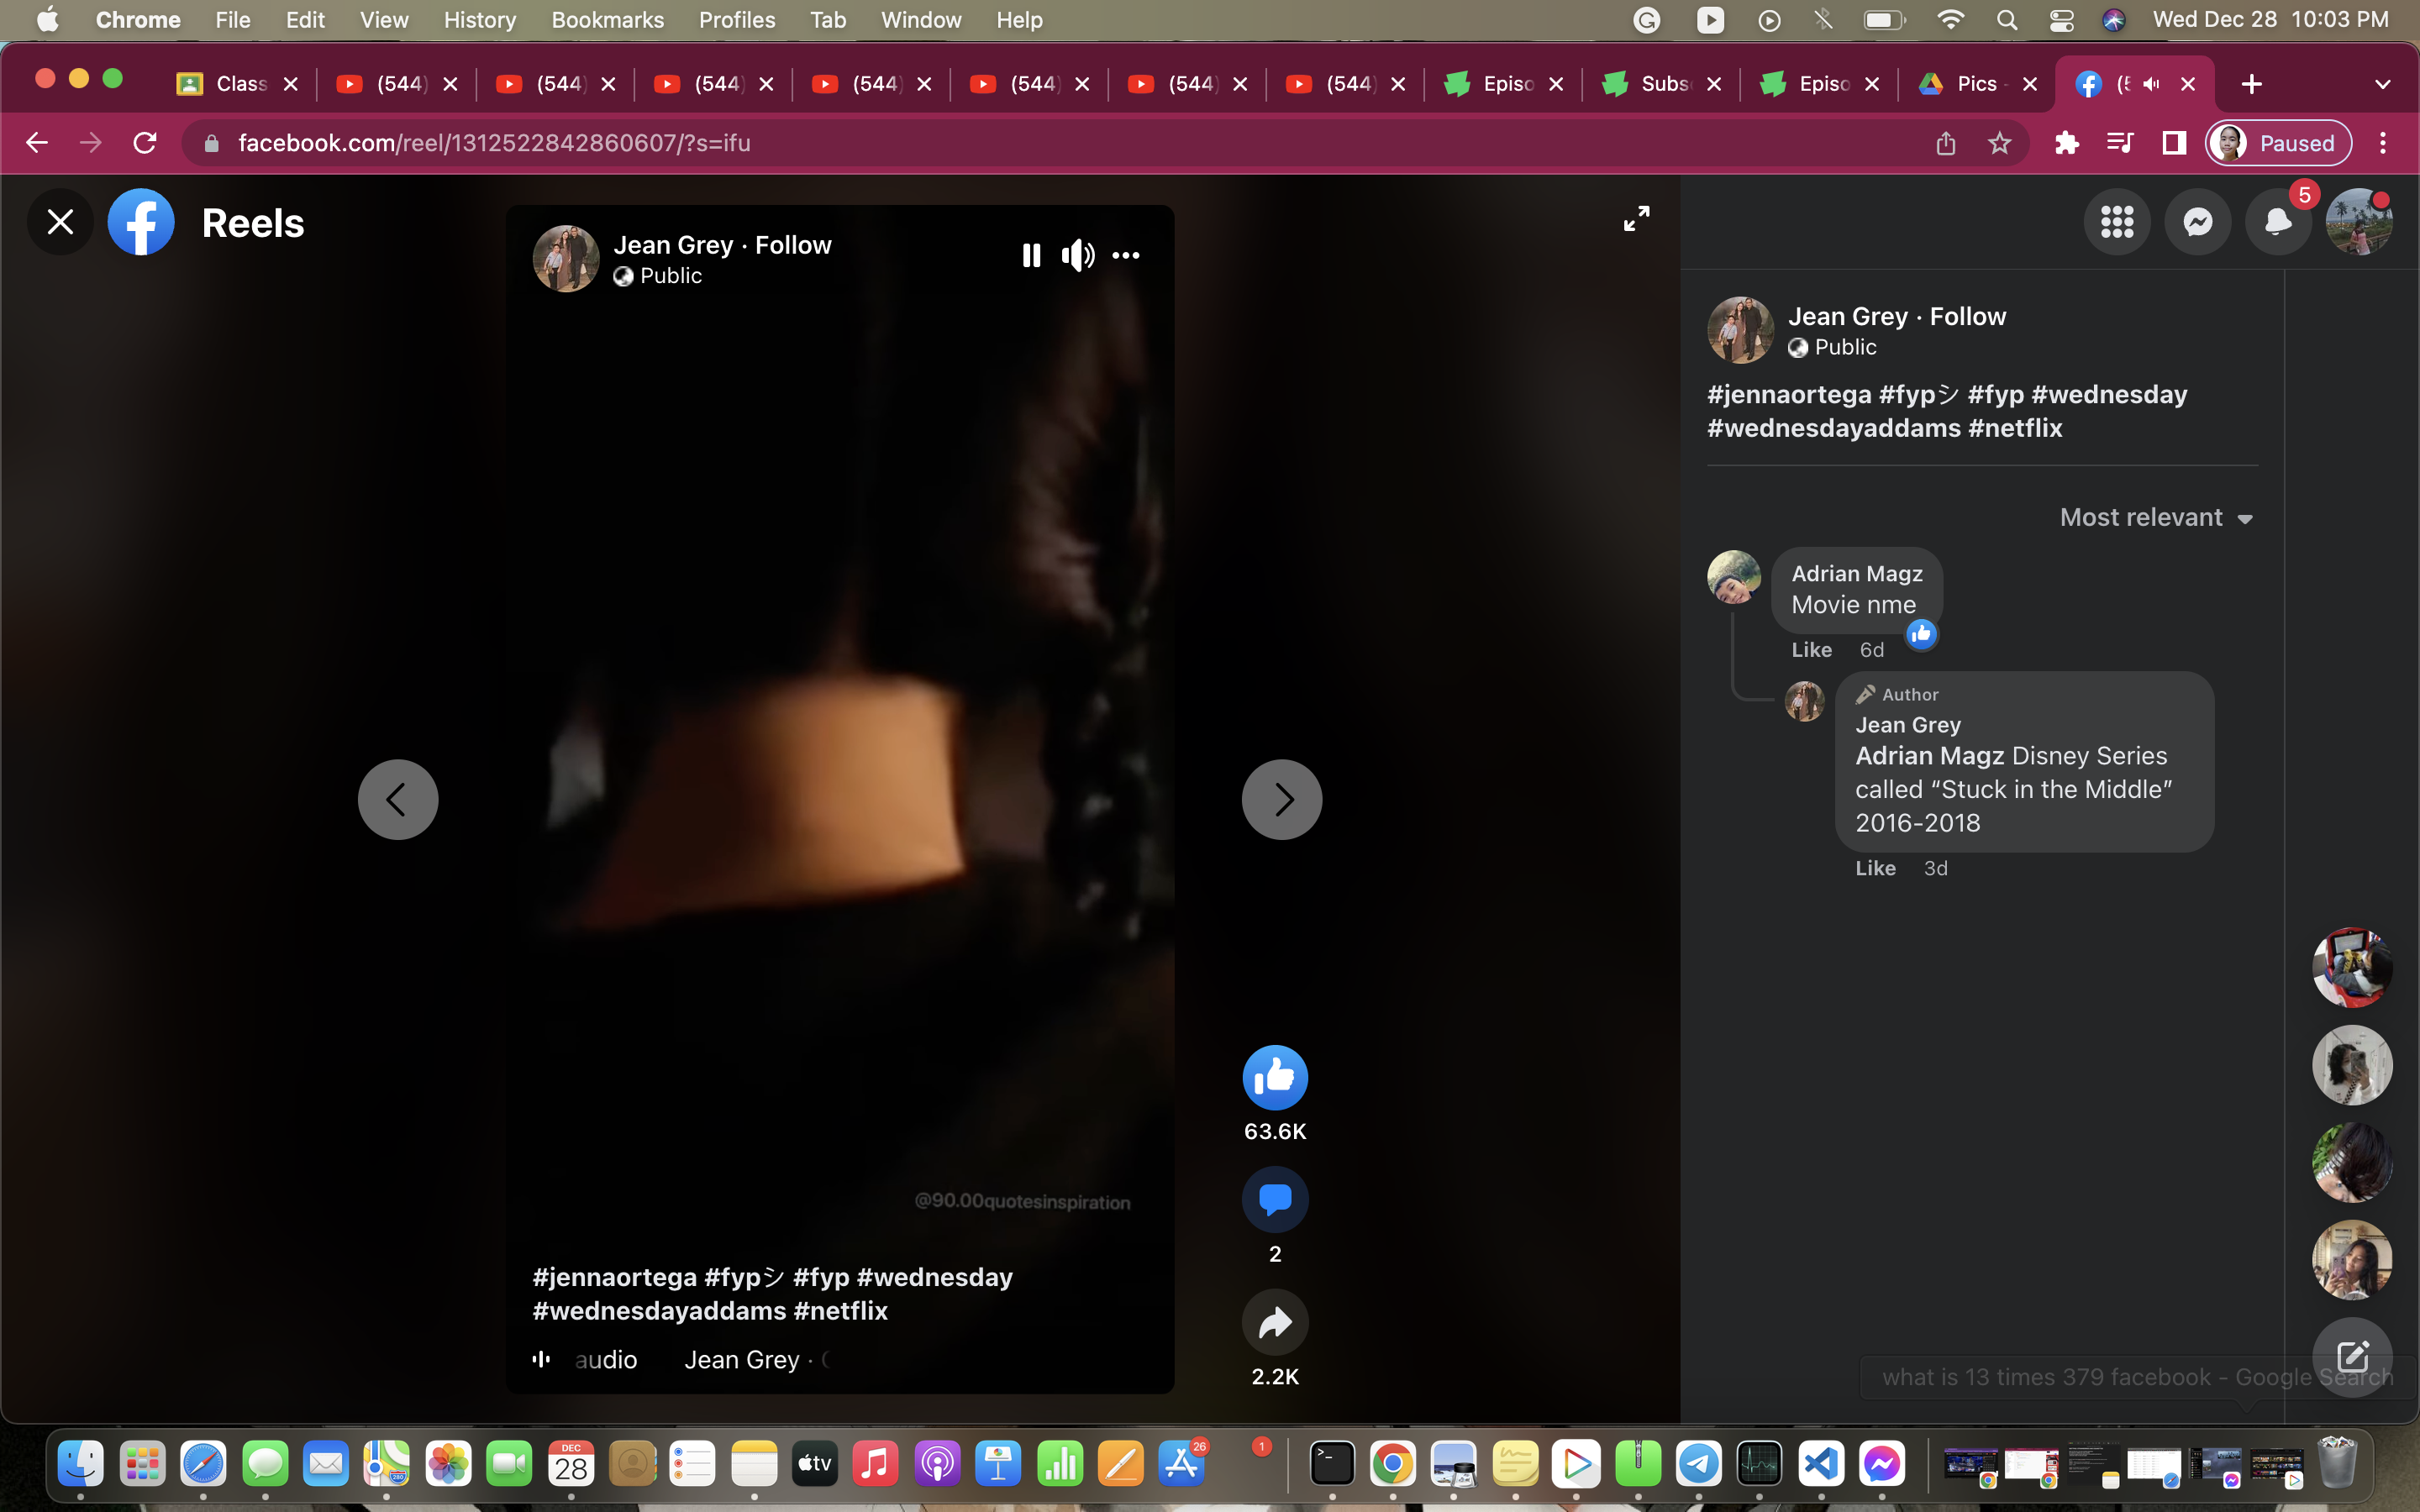 Chrome File Edit View History Bookmarks Profiles Tab Window Help Wed Dec 28 10:03 PM
Class (544) (544) (544) (544) (544) (544) (544) Episo Subs Episo Pics -
facebook.com/reel/1312522842860607/?s=ifu Paused
Reels
Jean Grey · Follow
Public
5
Jean Grey · Follow
Public
#jennaortega #fypシ #fyp #wednesday
#wednesdayaddams #netflix
Most relevant
Adrian Magz
Movie nme
Like 6d
Author
Jean Grey
Adrian Magz Disney Series
called “Stuck in the Middle”
2016-2018
Like 3d
63.6K
2
2.2K
@90.00quotesinspiration
#jennaortega #fypシ #fyp #wednesday
#wednesdayaddams #netflix
audio Jean Grey ·
what is 13 times 379 facebook - Google Search
DEC
28
tv
26
1
280